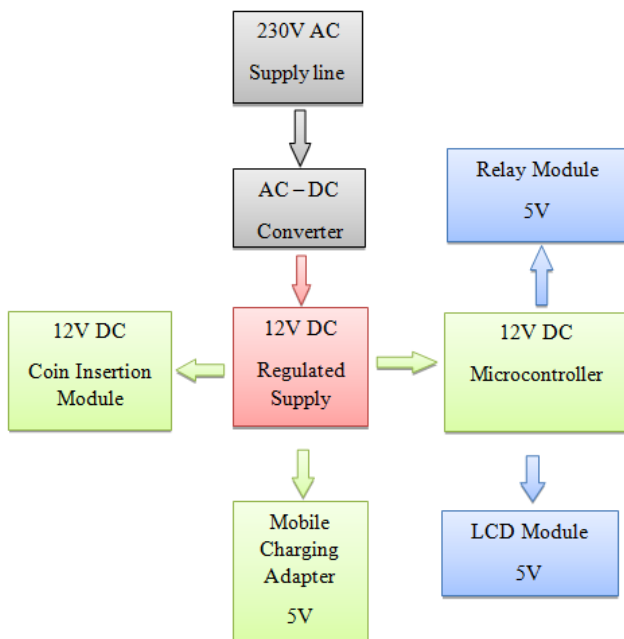 230V AC
Supply line
AC – DC
Converter
Relay Module
5V
12V DC
Coin Insertion
Module
12V DC
Regulated
Supply
12V DC
Microcontroller
Mobile
Charging
Adapter
5V
LCD Module
5V